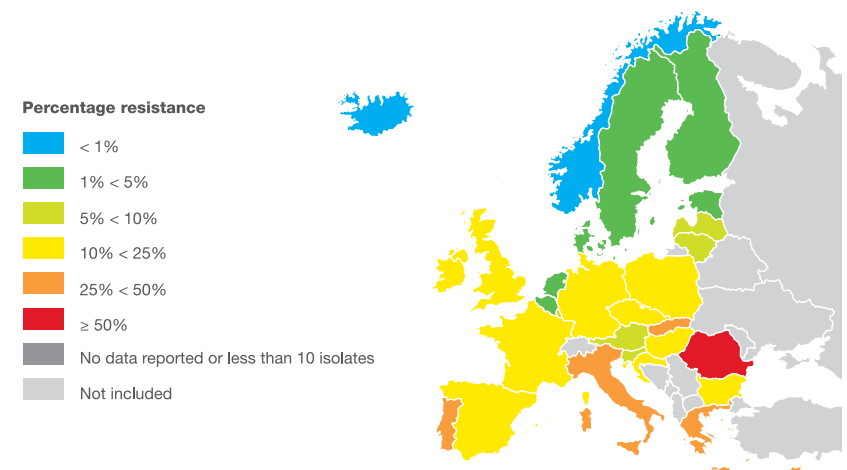 Percentage resistance
< 1%
1% < 5%
5% < 10%
10% < 25%
25% < 50%
≥ 50%
No data reported or less than 10 isolates
Not included